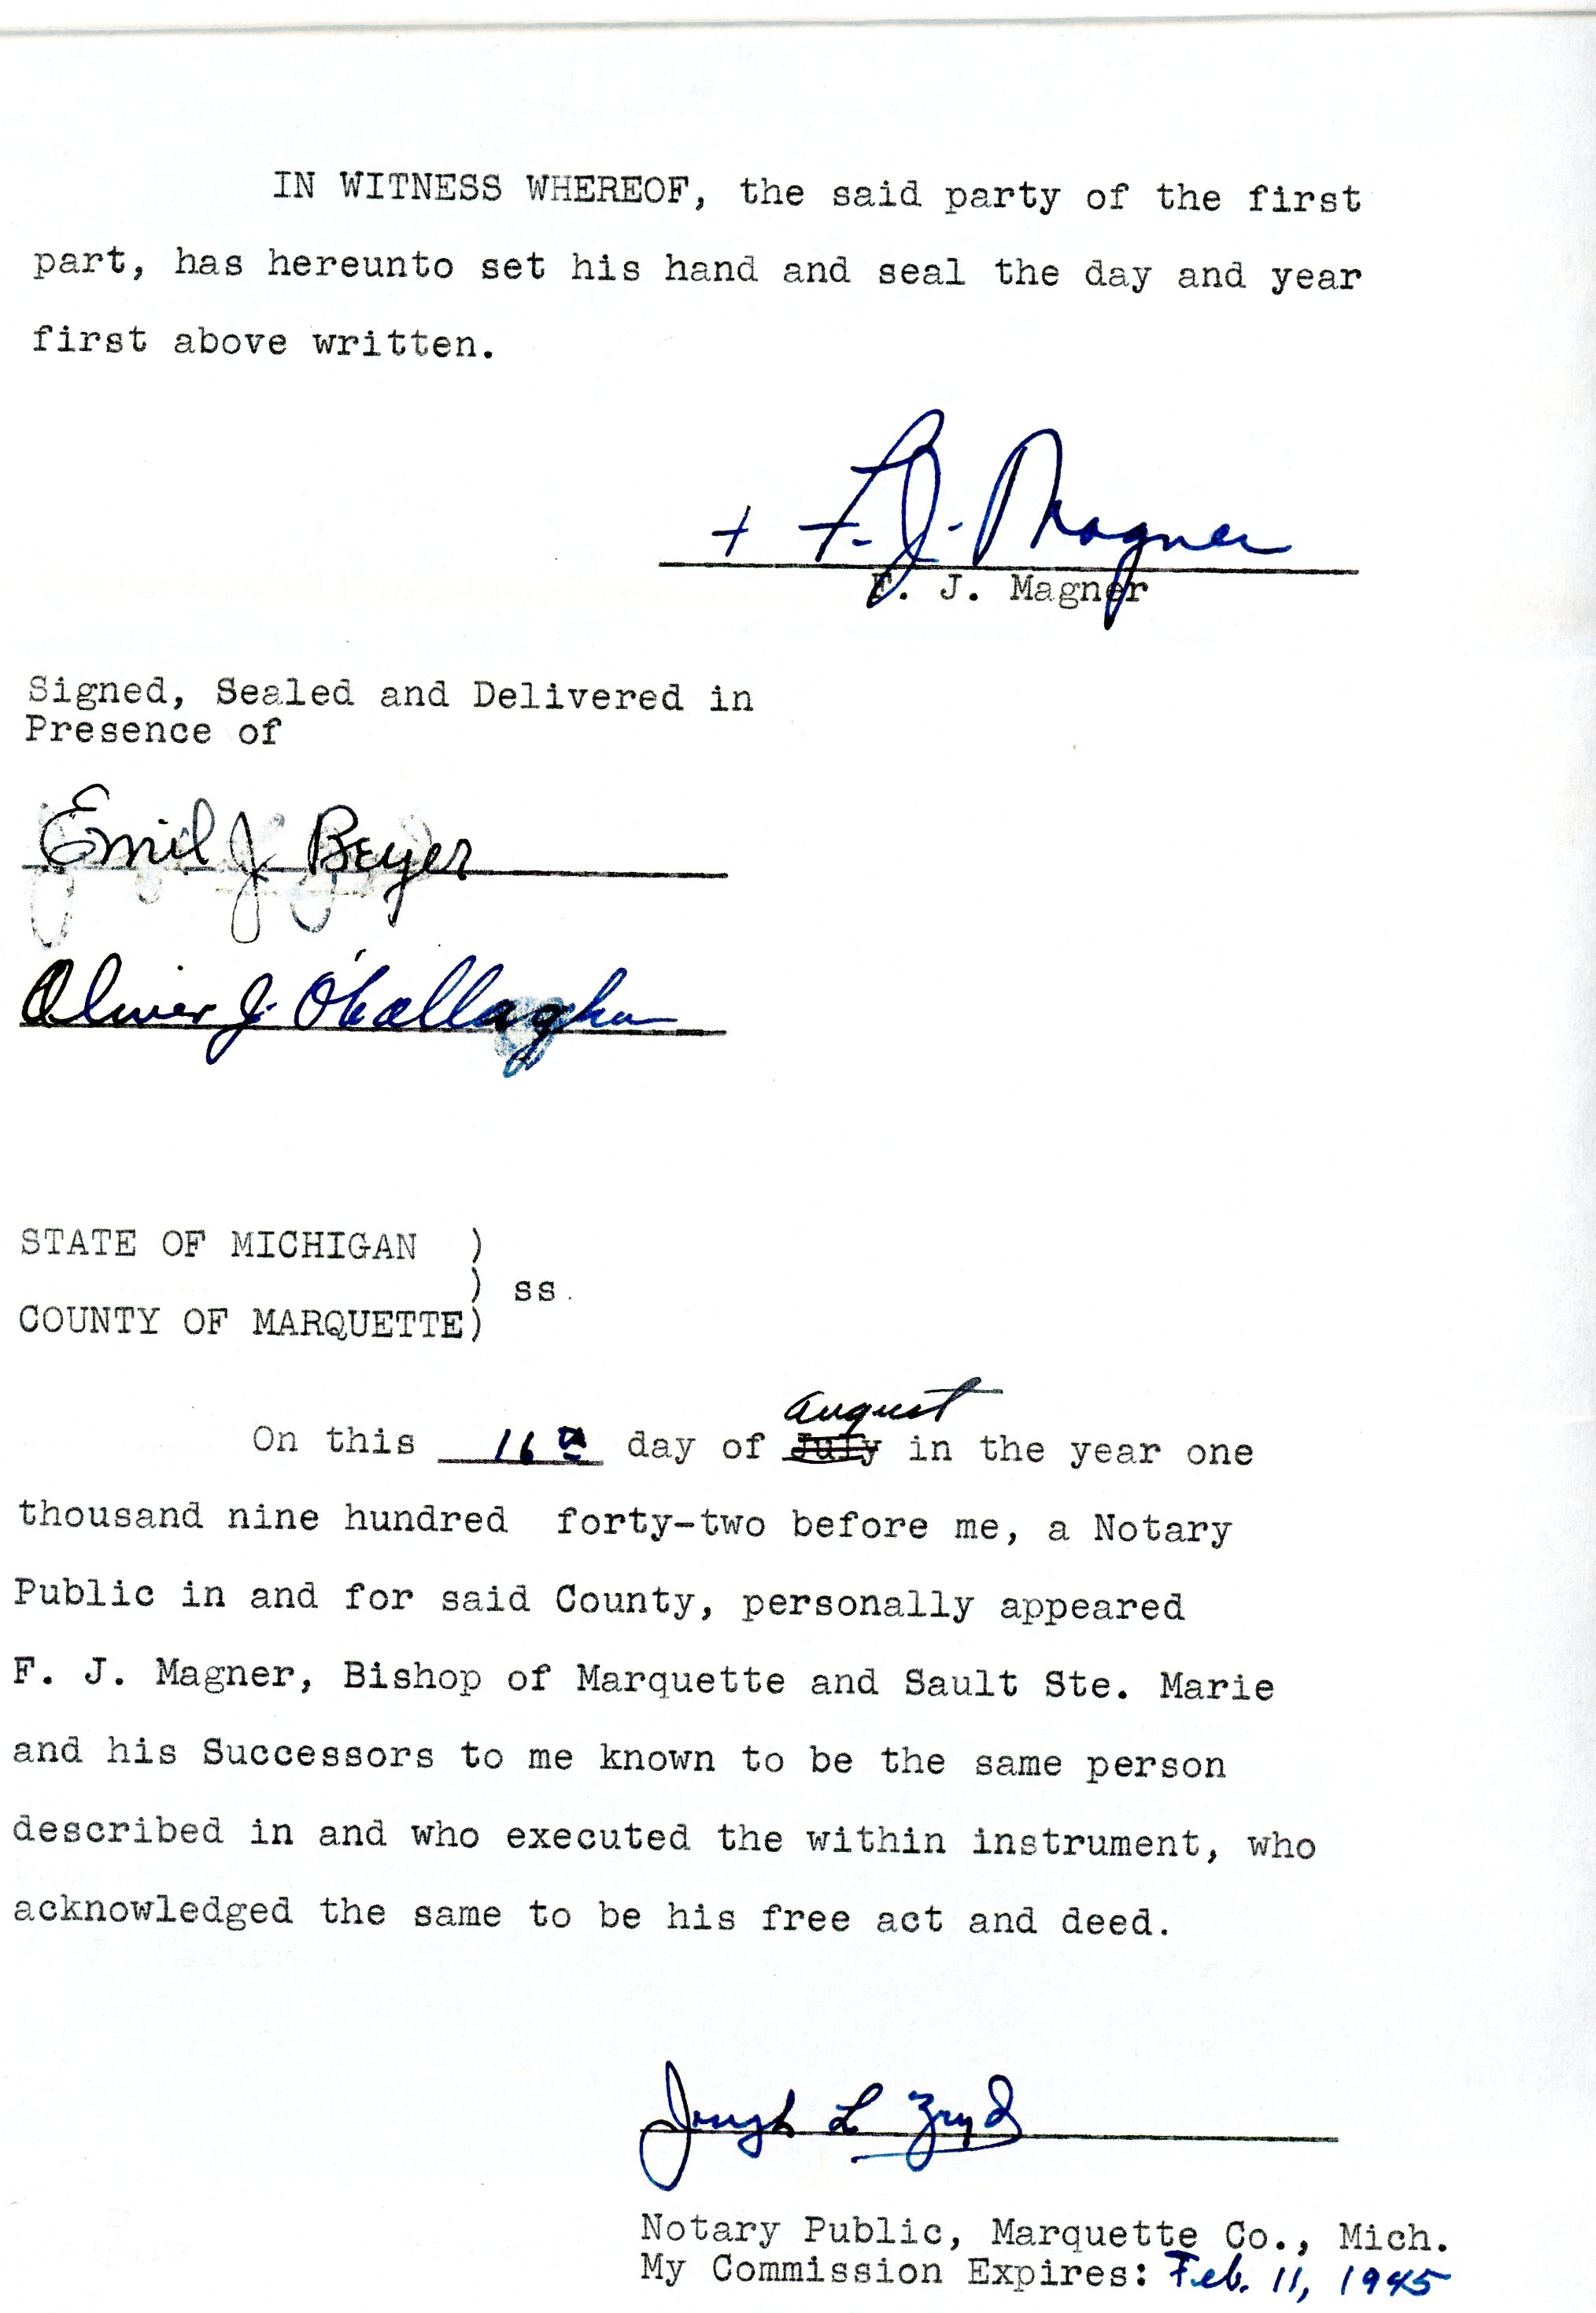 IN WITNESS WHEREOF, the said party of the first
part, has hereunto set his hand and seal the day and year
first above written.
+ F. J. Magner
F. J. Magner
Signed, Sealed and Delivered in
Presence of
Emil J. Beyer
Oliver J. O'Callaghan
STATE OF MICHIGAN )
) ss.
COUNTY OF MARQUETTE)
August
On this 16th day of July in the year one
thousand nine hundred forty-two before me, a Notary
Public in and for said County, personally appeared
F. J. Magner, Bishop of Marquette and Sault Ste. Marie
and his Successors to me known to be the same person
described in and who executed the within instrument, who
acknowledged the same to be his free act and deed.
Joseph L Zryd
Notary Public, Marquette Co., Mich.
My Commission Expires: Feb. 11, 1945